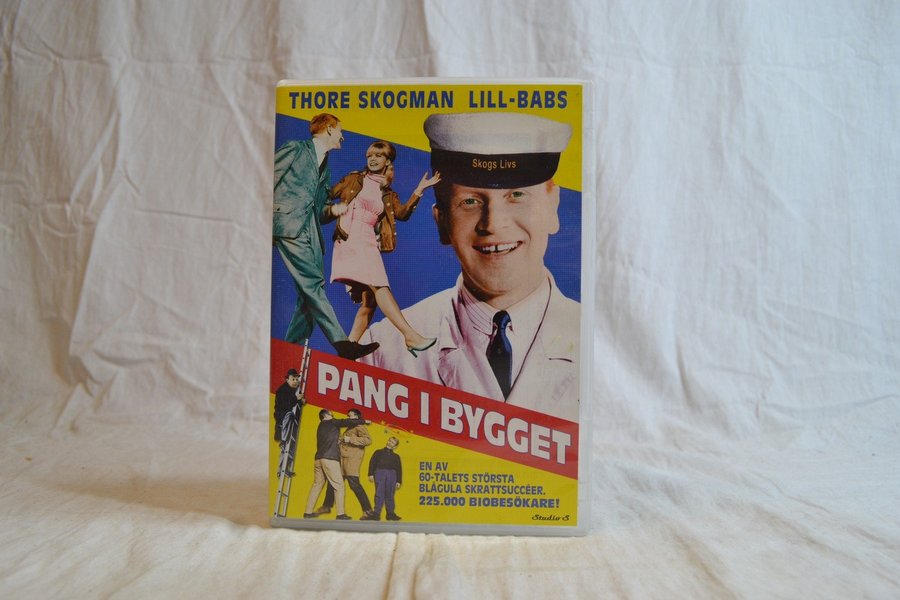 THORE SKOGMAN LILL-BABS
Skogs Livs
PANG I BYGGET
EN AV
60-TALETS STÖRSTA
BLÅGULA SKRATTSUCCÉER.
225.000 BIOBESÖKARE!
Studio S